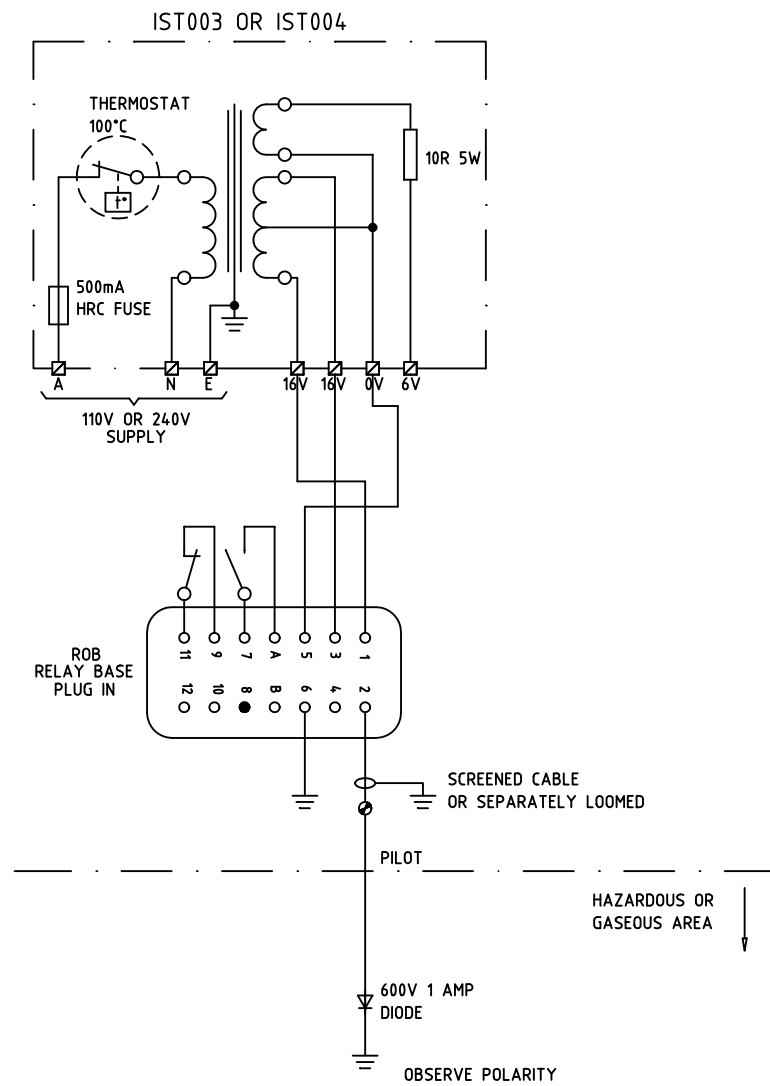 IST003 OR IST004
THERMOSTAT
100°C
t°
10R 5W
500mA
HRC FUSE
A
N
E
16V
16V
0V
6V
110V OR 240V
SUPPLY
11
9
7
A
5
3
1
ROB
RELAY BASE
PLUG IN
12
10
8
B
6
4
2
SCREENED CABLE
OR SEPARATELY LOOMED
PILOT
HAZARDOUS OR
GASEOUS AREA
600V 1 AMP
DIODE
OBSERVE POLARITY